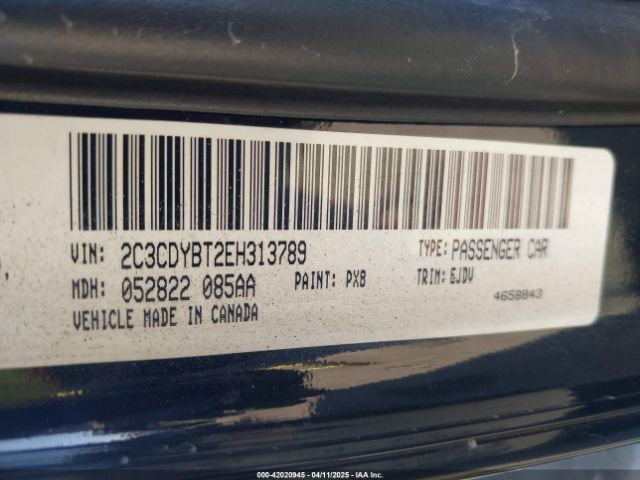 VIN: 2C3CDYBT2EH313789 TYPE: PASSENGER CAR
MDH: 052822 085AA PAINT: PX8 TRIM: EJDV
VEHICLE MADE IN CANADA 4658843
000-42020945 - 04/11/2025 - IAA Inc.